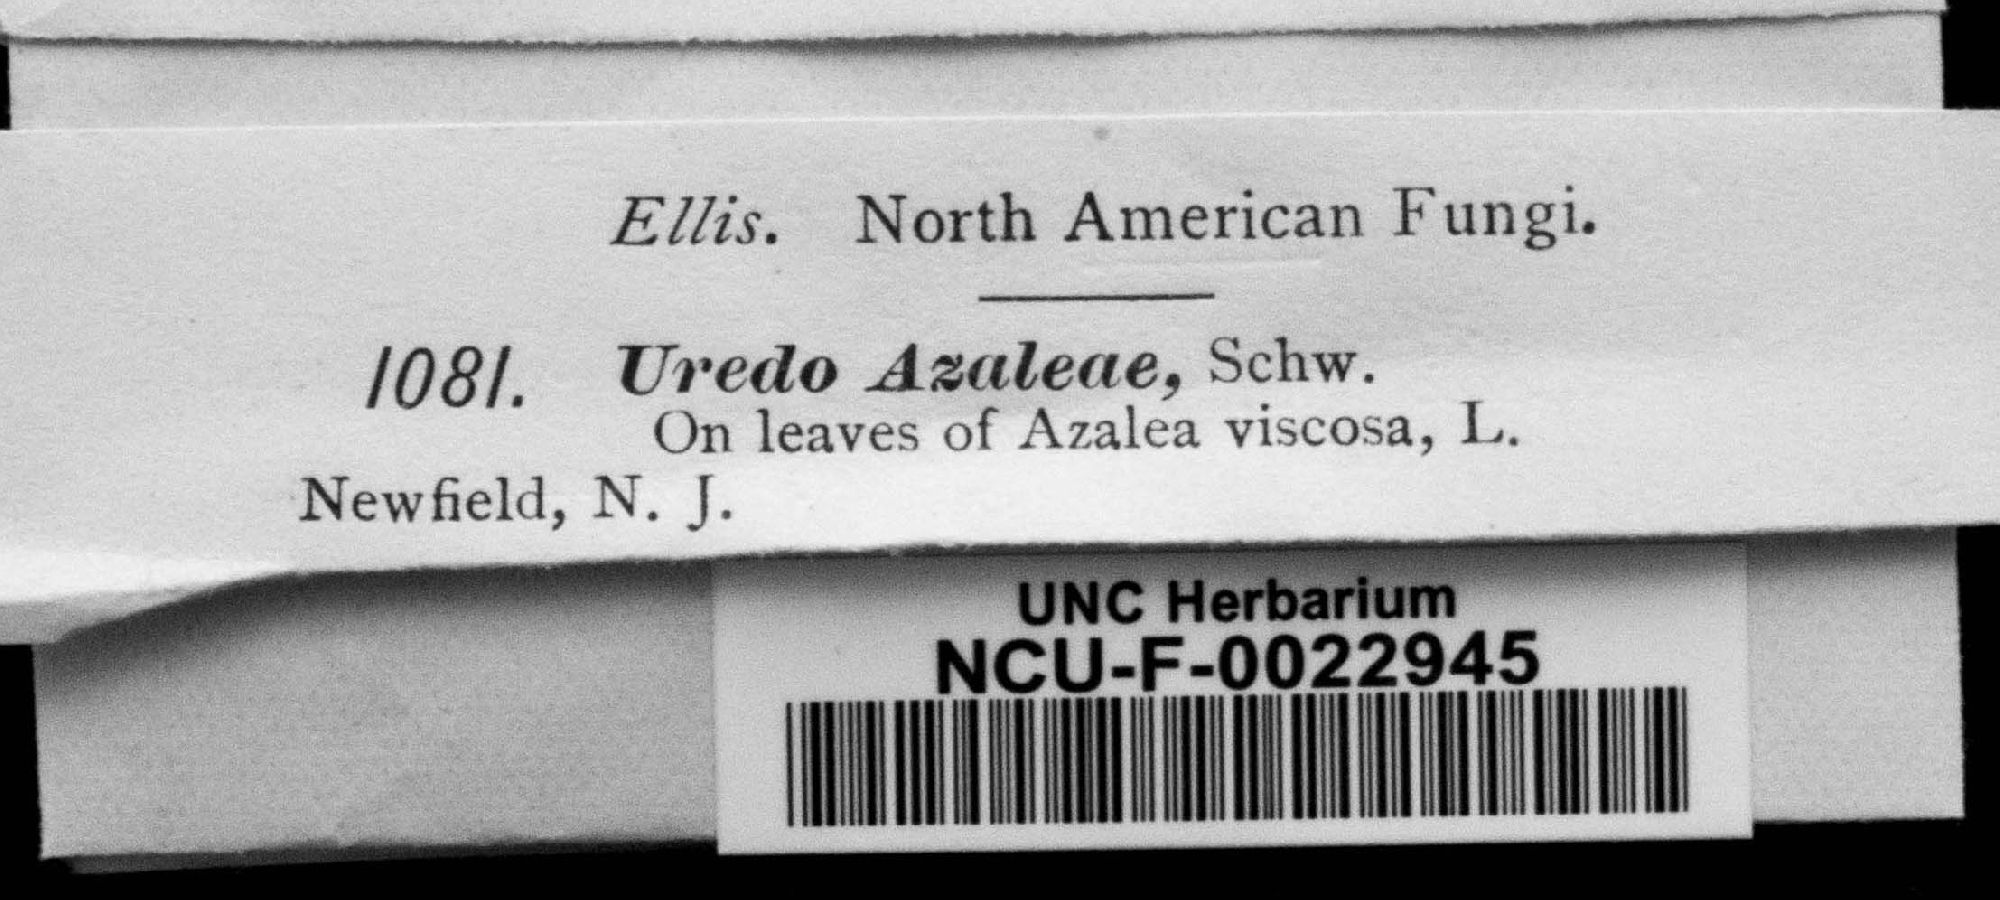 Ellis. North American Fungi.
1081. Uredo Azaleae, Schw.
On leaves of Azalea viscosa, L.
Newfield, N. J.
UNC Herbarium
NCU-F-0022945